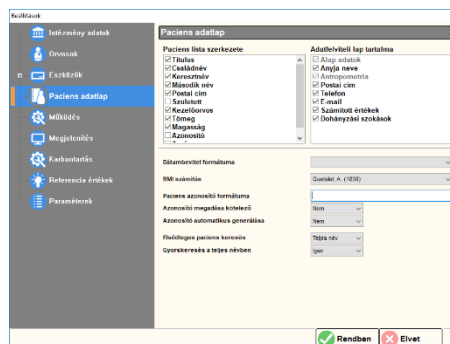 Beállítások
Intézmény adatok
Orvosok
Eszközök
Paciens adatlap
Működés
Megjelenítés
Karbantartás
Referencia értékek
Paraméterek
Paciens adatlap
Paciens lista szerkezete
Titulus
Családnév
Keresztnév
Második név
Postai cím
Született
Kezelőorvos
Tömeg
Magasság
Azonosító
Adatfelviteli lap tartalma
Alap adatok
Anyja neve
Antropometria
Postai cím
Telefon
E-mail
Számított értékek
Dohányzási szokások
Dátumbevitel formátuma
BMI számítás
Quetelet, A. (1830)
Paciens azonosító formátuma
Azonosító megadása kötelező
Nem
Azonosító automatikus generálása
Nem
Elsődleges paciens keresés
Teljes név
Gyorskeresés a teljes névben
Igen
Rendben
Elvet